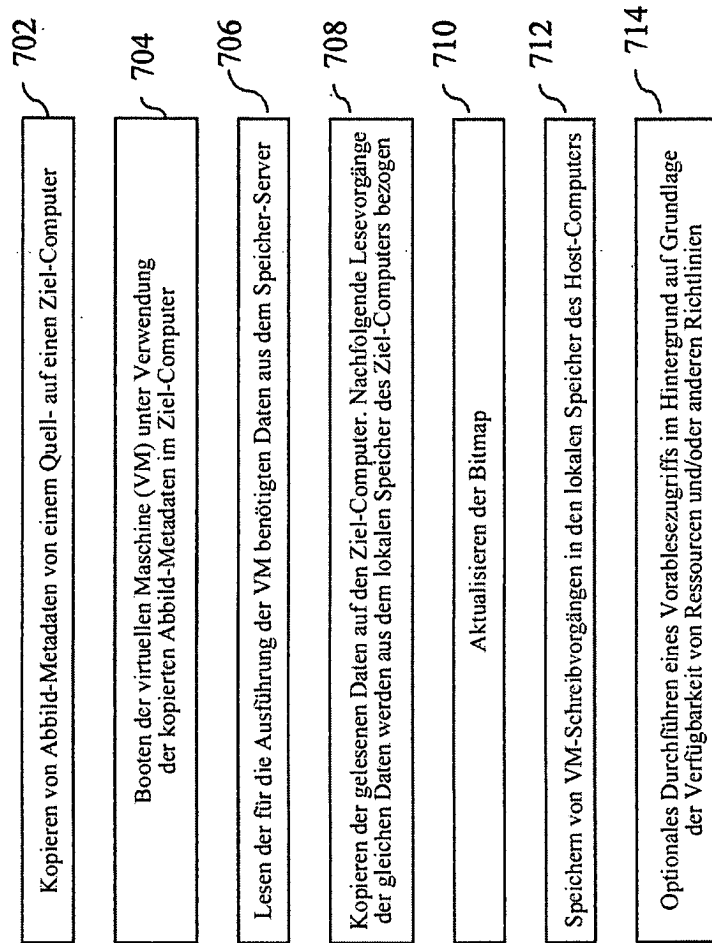 Kopieren von Abbild-Metadaten von einem Quell- auf einen Ziel-Computer
702
Booten der virtuellen Maschine (VM) unter Verwendung
der kopierten Abbild-Metadaten im Ziel-Computer
704
Lesen der für die Ausführung der VM benötigten Daten aus dem Speicher-Server
706
Kopieren der gelesenen Daten auf den Ziel-Computer. Nachfolgende Lesevorgänge
der gleichen Daten werden aus dem lokalen Speicher des Ziel-Computers bezogen
708
Aktualisieren der Bitmap
710
Speichern von VM-Schreibvorgängen in den lokalen Speicher des Host-Computers
712
Optionales Durchführen eines Vorablesezugriffs im Hintergrund auf Grundlage
der Verfügbarkeit von Ressourcen und/oder anderen Richtlinien
714